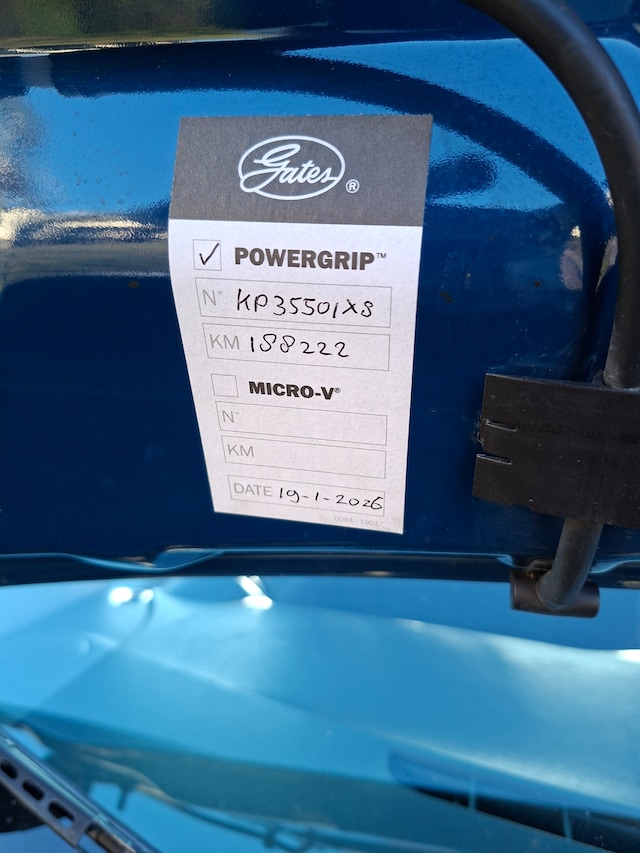 Gates®
POWERGRIP™
N° KP35501XS
KM 188222
MICRO-V®
N°
KM
DATE 19-1-2026